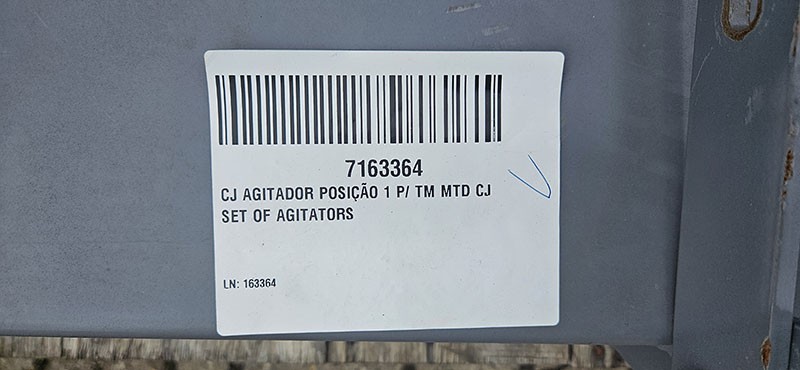 7163364
CJ AGITADOR POSIÇÃO 1 P/ TM MTD CJ
SET OF AGITATORS
LN: 163364